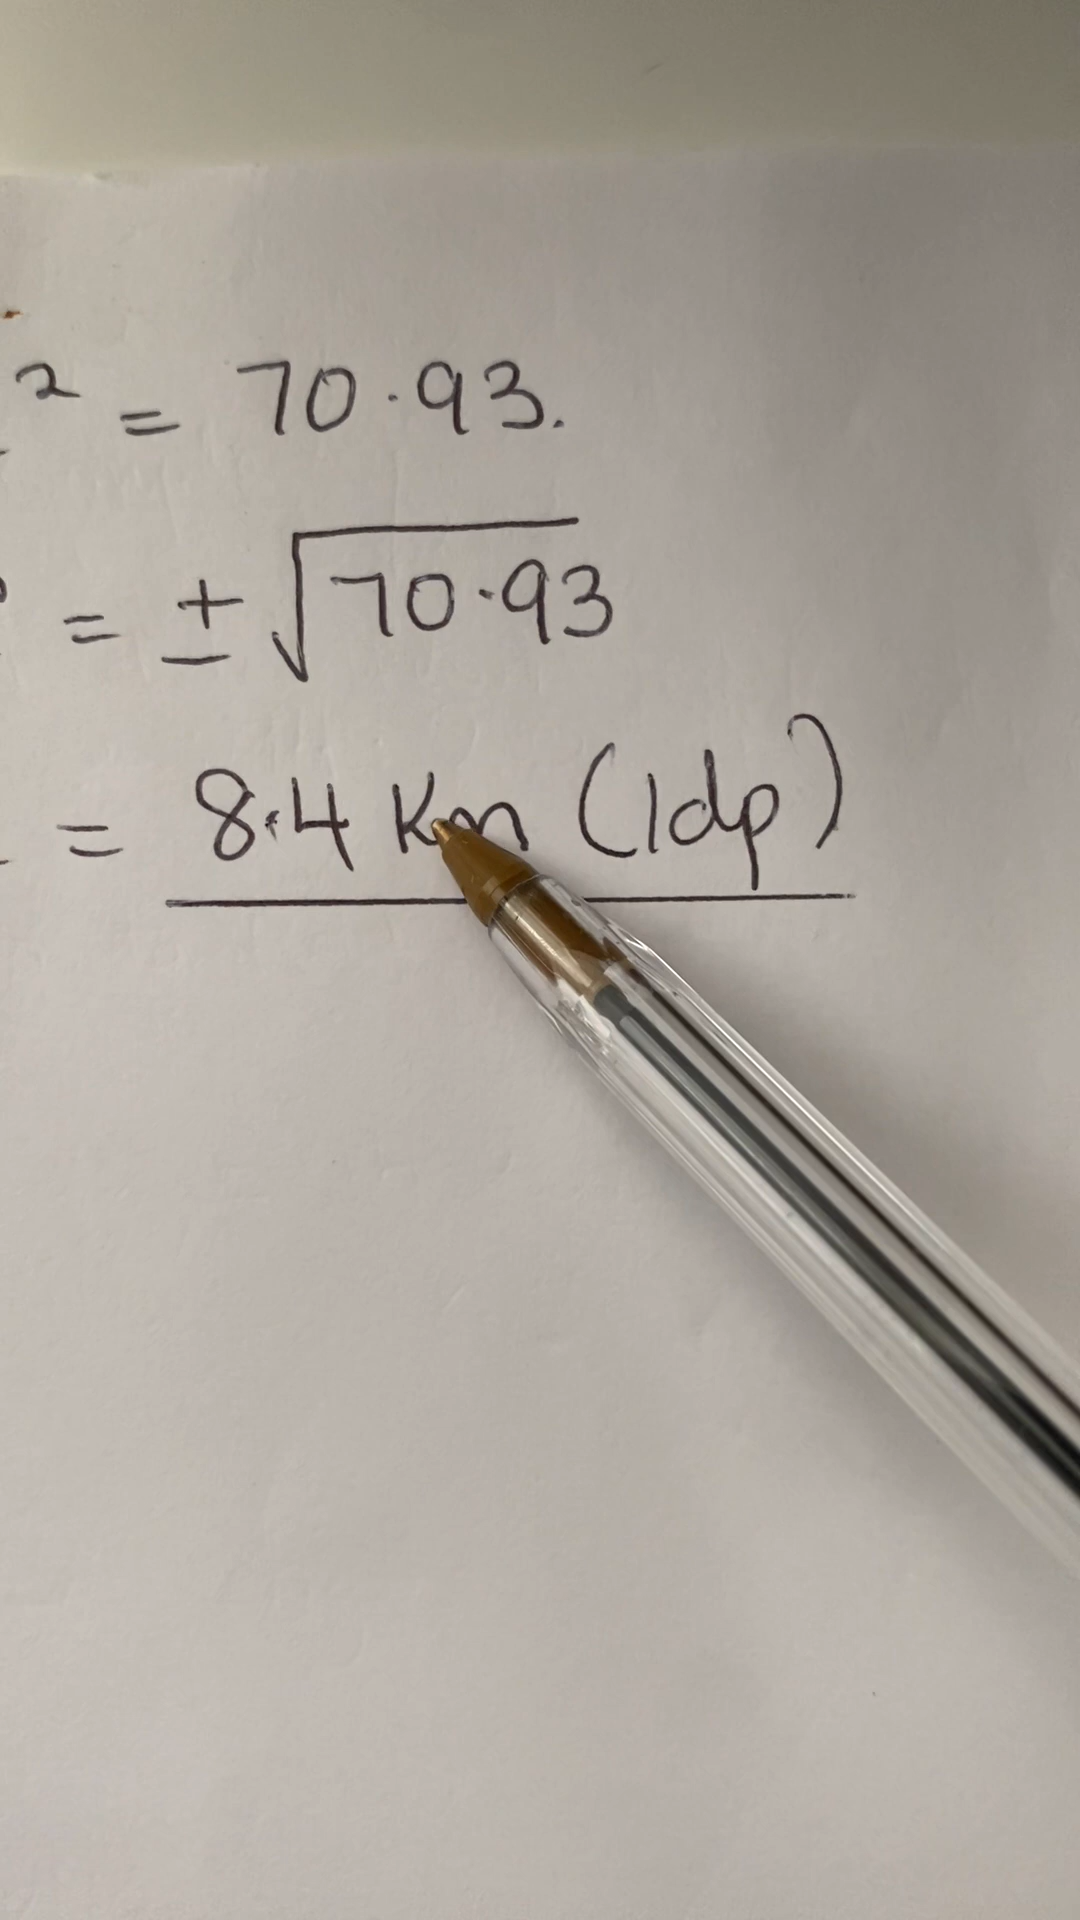 ² = 70.93.
= ± √70.93
= 8.4 Km (1dp)